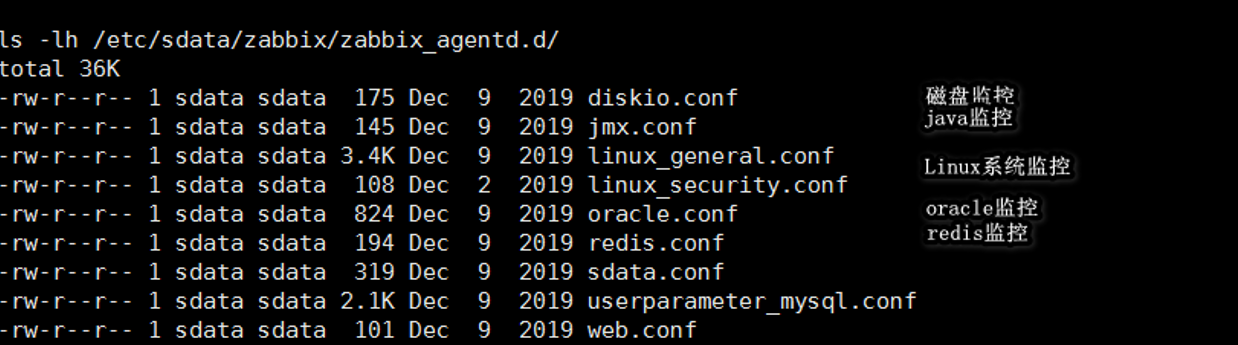 ls -lh /etc/sdata/zabbix/zabbix_agentd.d/
total 36K
-rw-r--r-- 1 sdata sdata  175 Dec  9  2019 diskio.conf 磁盘监控
-rw-r--r-- 1 sdata sdata  145 Dec  9  2019 jmx.conf java监控
-rw-r--r-- 1 sdata sdata 3.4K Dec  9  2019 linux_general.conf Linux系统监控
-rw-r--r-- 1 sdata sdata  108 Dec  2  2019 linux_security.conf
-rw-r--r-- 1 sdata sdata  824 Dec  9  2019 oracle.conf oracle监控
-rw-r--r-- 1 sdata sdata  194 Dec  9  2019 redis.conf redis监控
-rw-r--r-- 1 sdata sdata  319 Dec  9  2019 sdata.conf
-rw-r--r-- 1 sdata sdata 2.1K Dec  9  2019 userparameter_mysql.conf
-rw-r--r-- 1 sdata sdata  101 Dec  9  2019 web.conf